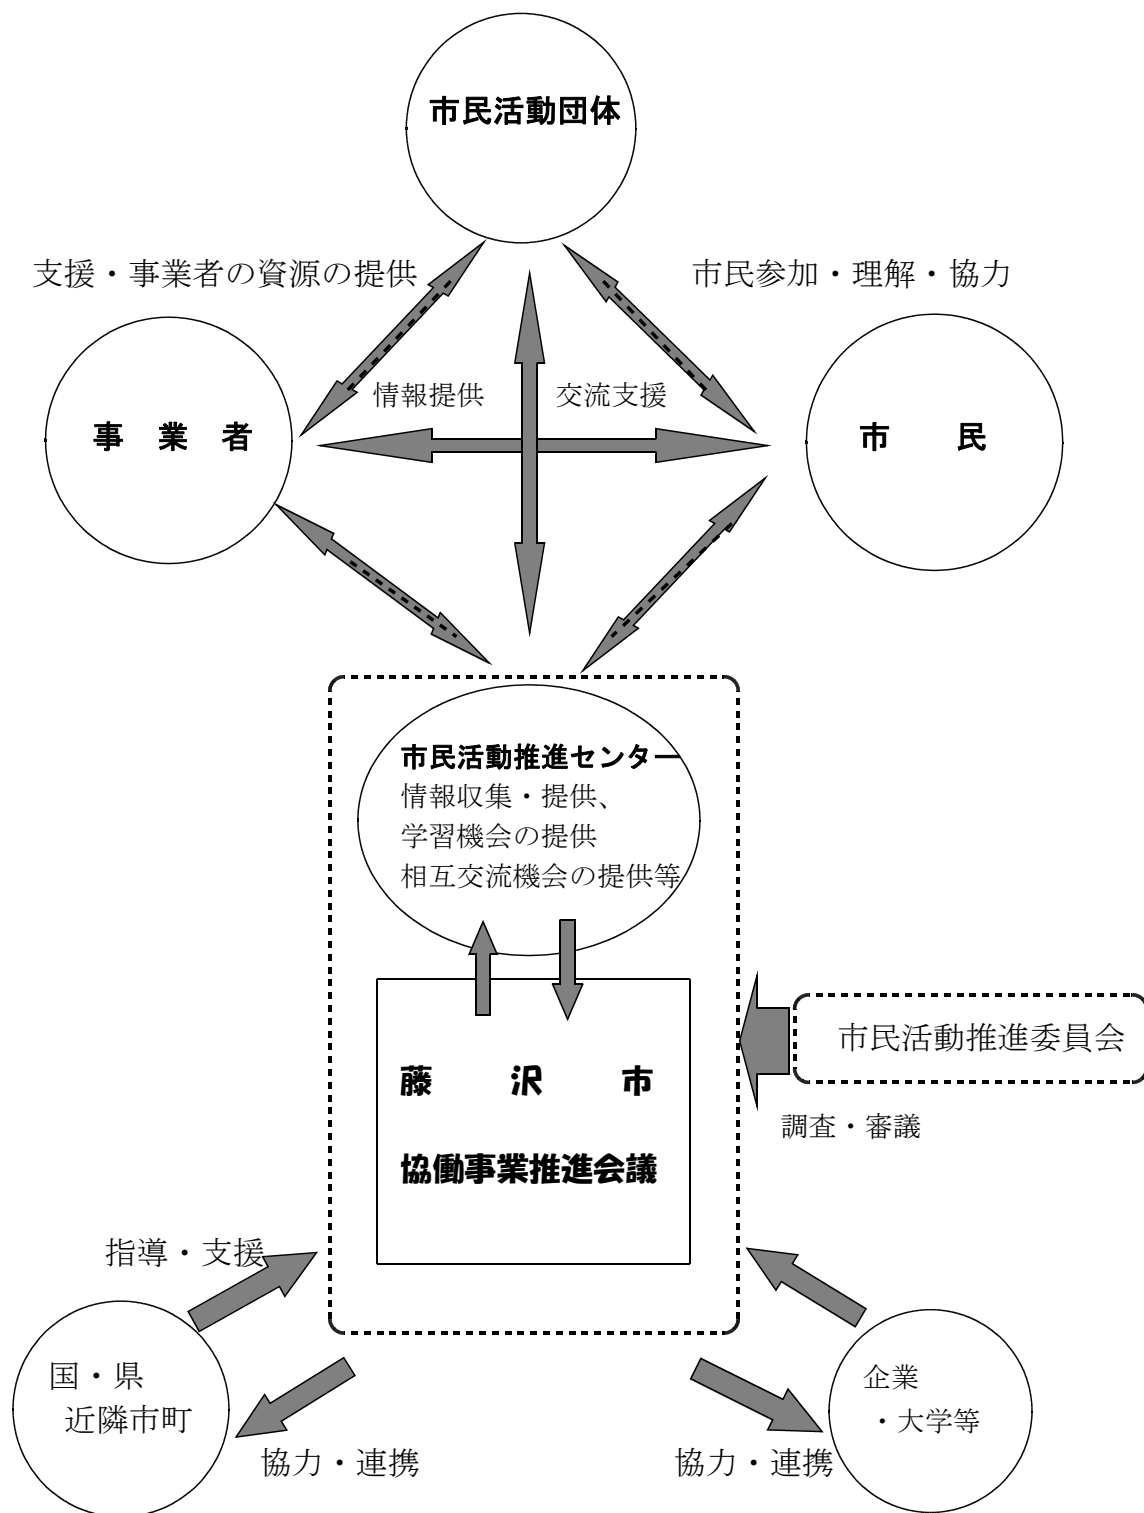 市民活動団体
支援・事業者の資源の提供
市民参加・理解・協力
情報提供
交流支援
事　業　者
市　　民
市民活動推進センター
情報収集・提供、
学習機会の提供
相互交流機会の提供等
藤　　沢　　市
協働事業推進会議
市民活動推進委員会
調査・審議
指導・支援
国・県
近隣市町
協力・連携
企業
・大学等
協力・連携